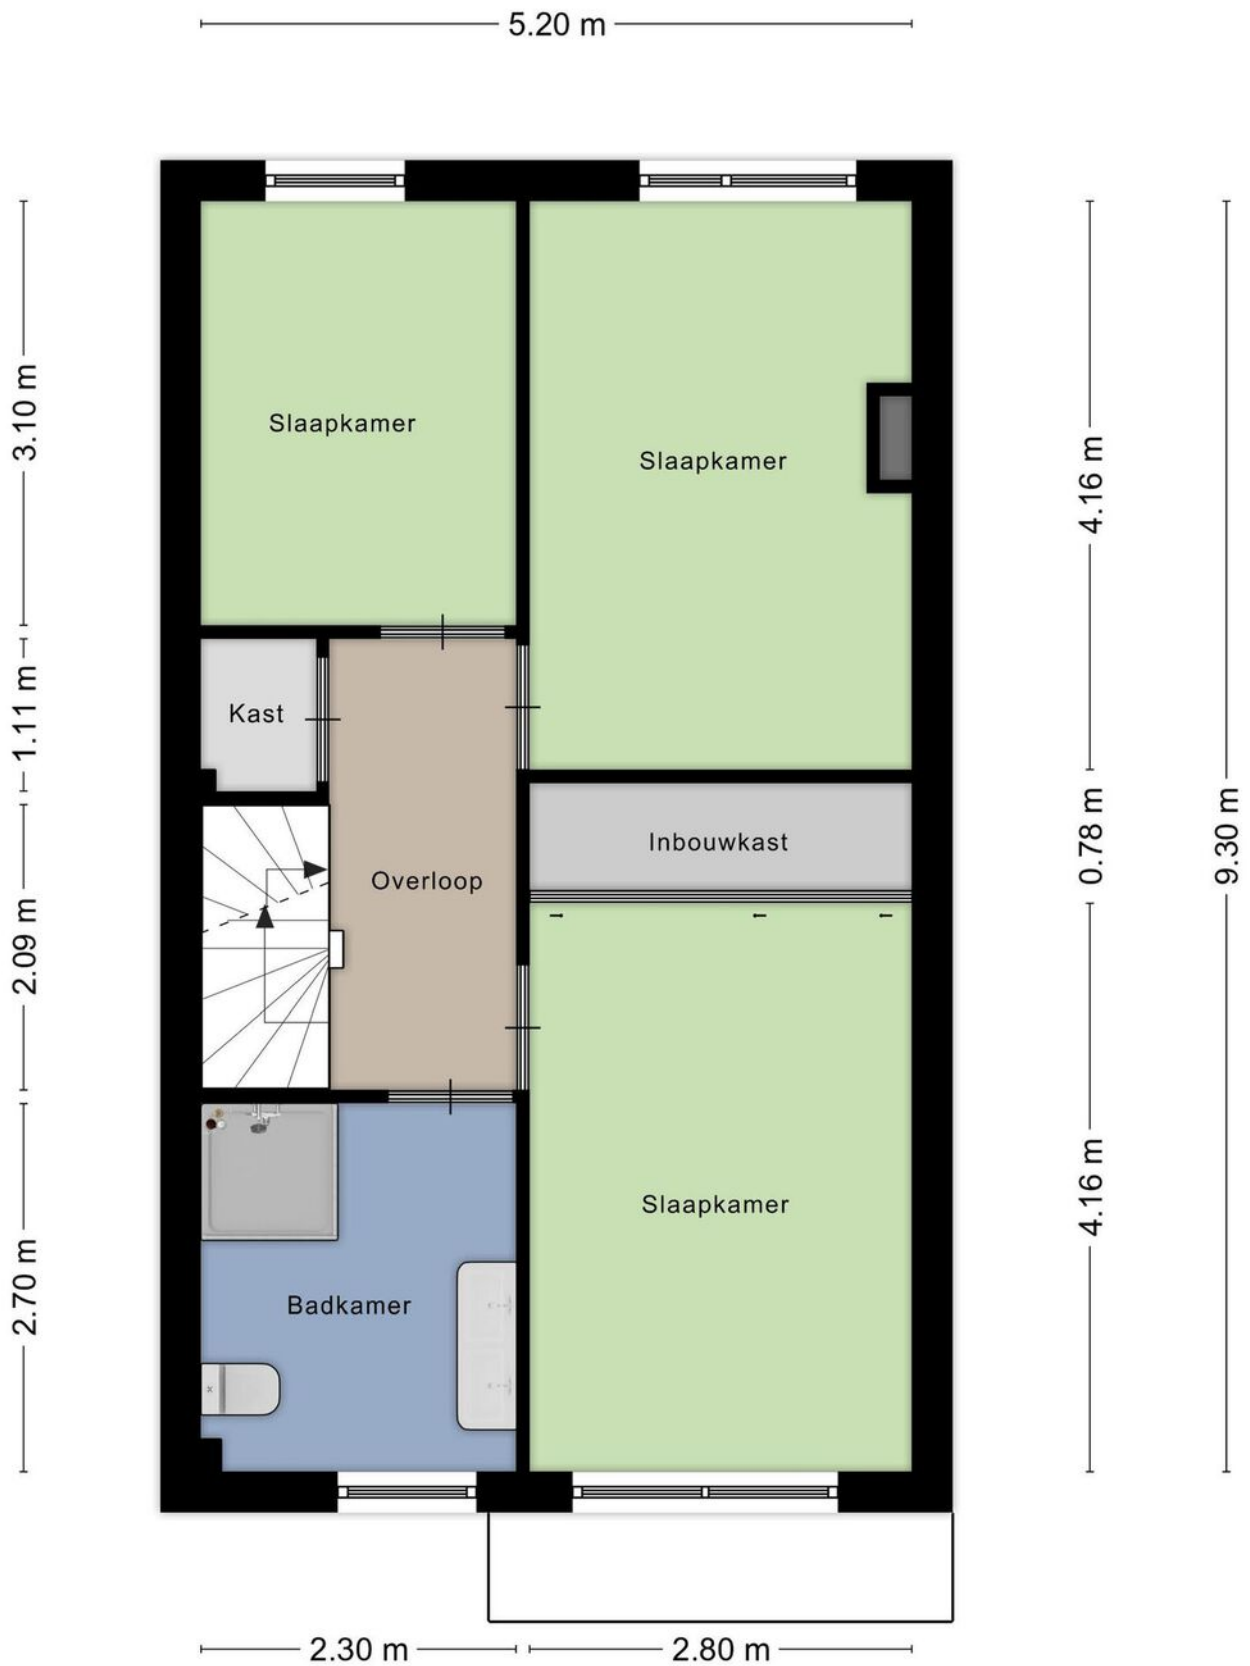 5.20 m
3.10 m
Slaapkamer
Slaapkamer
4.16 m
1.11 m
Kast
Overloop
Inbouwkast
0.78 m
9.30 m
2.09 m
Slaapkamer
4.16 m
2.70 m
Badkamer
2.30 m
2.80 m